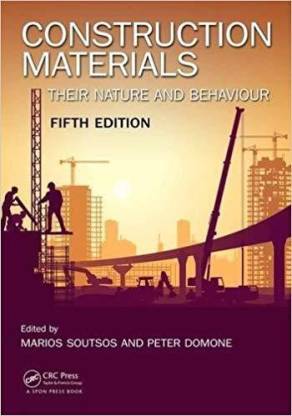 CONSTRUCTION
MATERIALS
THEIR NATURE AND BEHAVIOUR
FIFTH EDITION
Edited by
MARIOS SOUTSOS AND PETER DOMONE
CRC Press
Taylor & Francis Group
A SPON PRESS BOOK